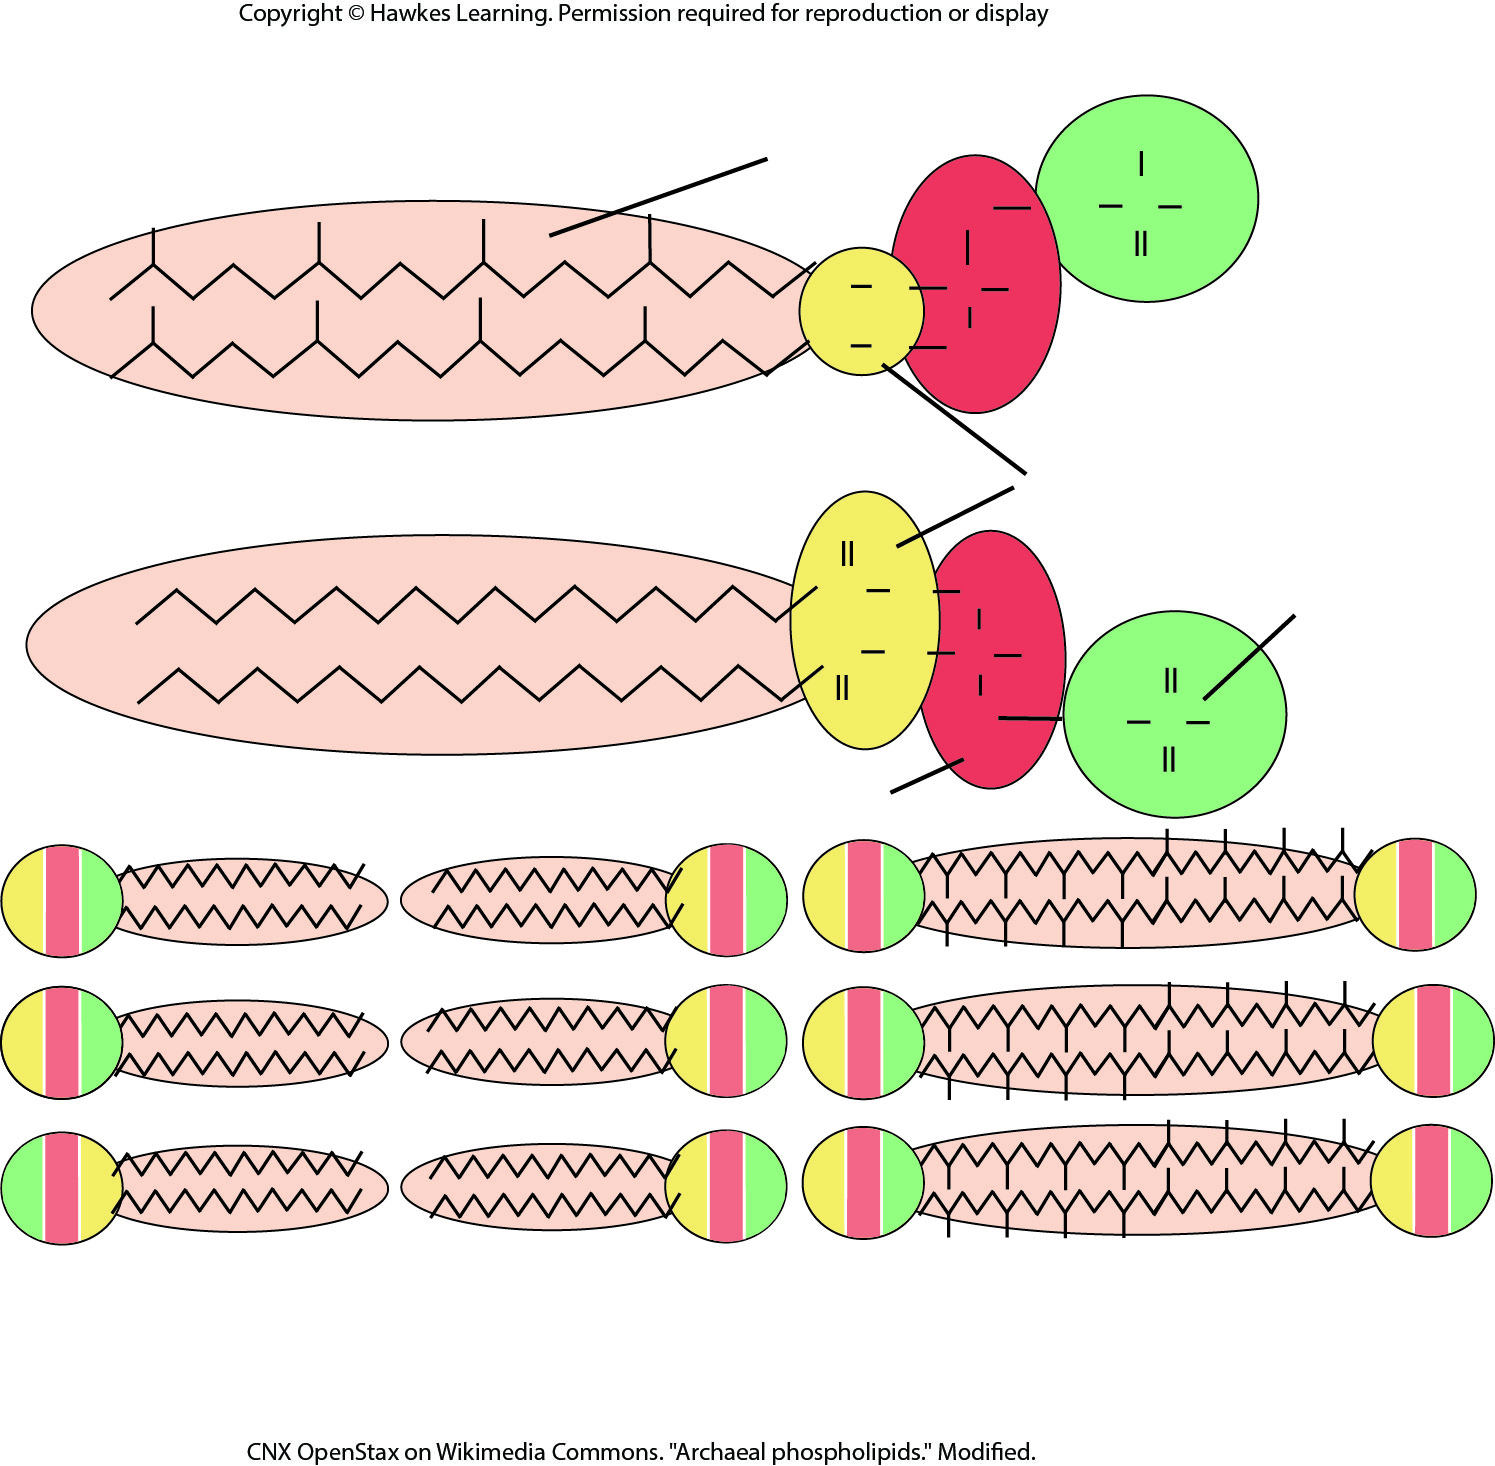 Copyright © Hawkes Learning. Permission required for reproduction or display
CNX OpenStax on Wikimedia Commons. "Archaeal phospholipids." Modified.